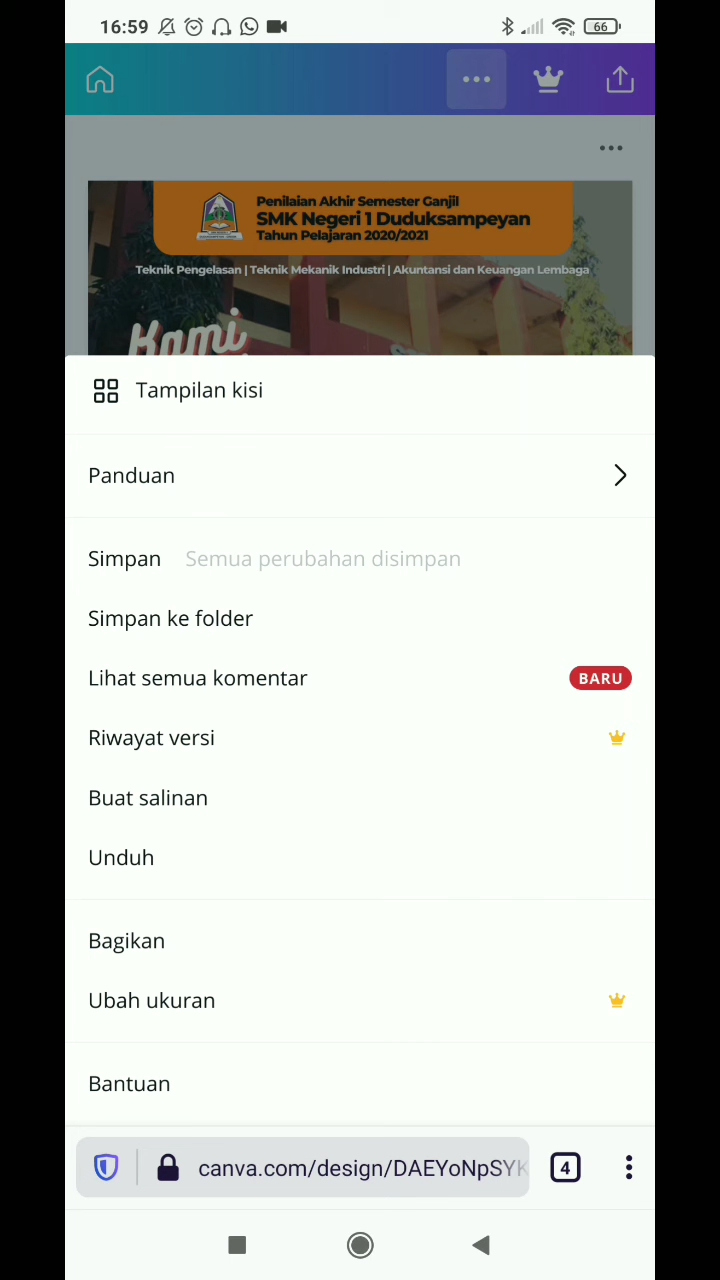 16:59
66
Penilaian Akhir Semester Ganjil
SMK Negeri 1 Duduksampeyan
Tahun Pelajaran 2020/2021
Teknik Pengelasan | Teknik Mekanik Industri | Akuntansi dan Keuangan Lembaga
Kami
Tampilan kisi
Panduan
Simpan Semua perubahan disimpan
Simpan ke folder
Lihat semua komentar BARU
Riwayat versi
Buat salinan
Unduh
Bagikan
Ubah ukuran
Bantuan
canva.com/design/DAEYoNpSYK 4